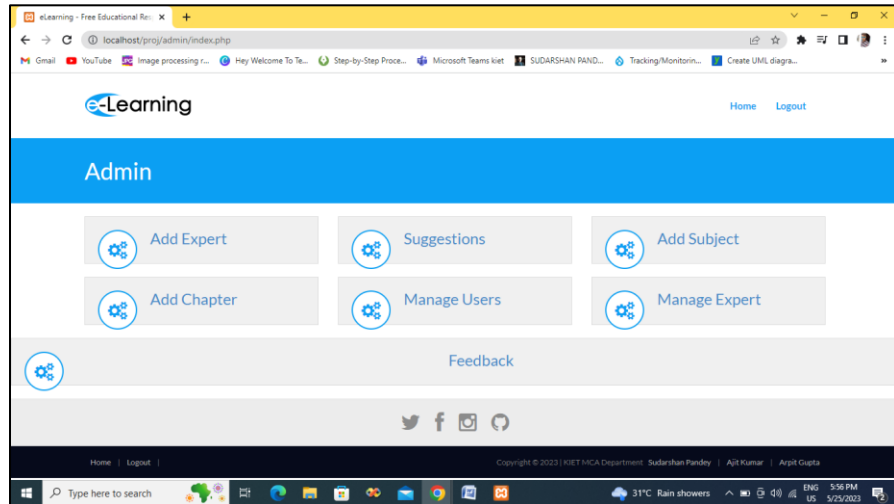 eLearning - Free Educational Res
localhost/proj/admin/index.php
Gmail YouTube Image processing r... Hey Welcome To Te... Step-by-Step Proce... Microsoft Teams kiet SUDARSHAN PAND... Tracking/Monitorin... Create UML diagra... »
e-Learning
Home Logout
Admin
Add Expert Suggestions Add Subject
Add Chapter Manage Users Manage Expert
Feedback
Home | Logout |
Copyright © 2023 | KIET MCA Department Sudarshan Pandey | Ajit Kumar | Arpit Gupta
Type here to search
31°C Rain showers
ENG
US
5:56 PM
5/25/2023
2